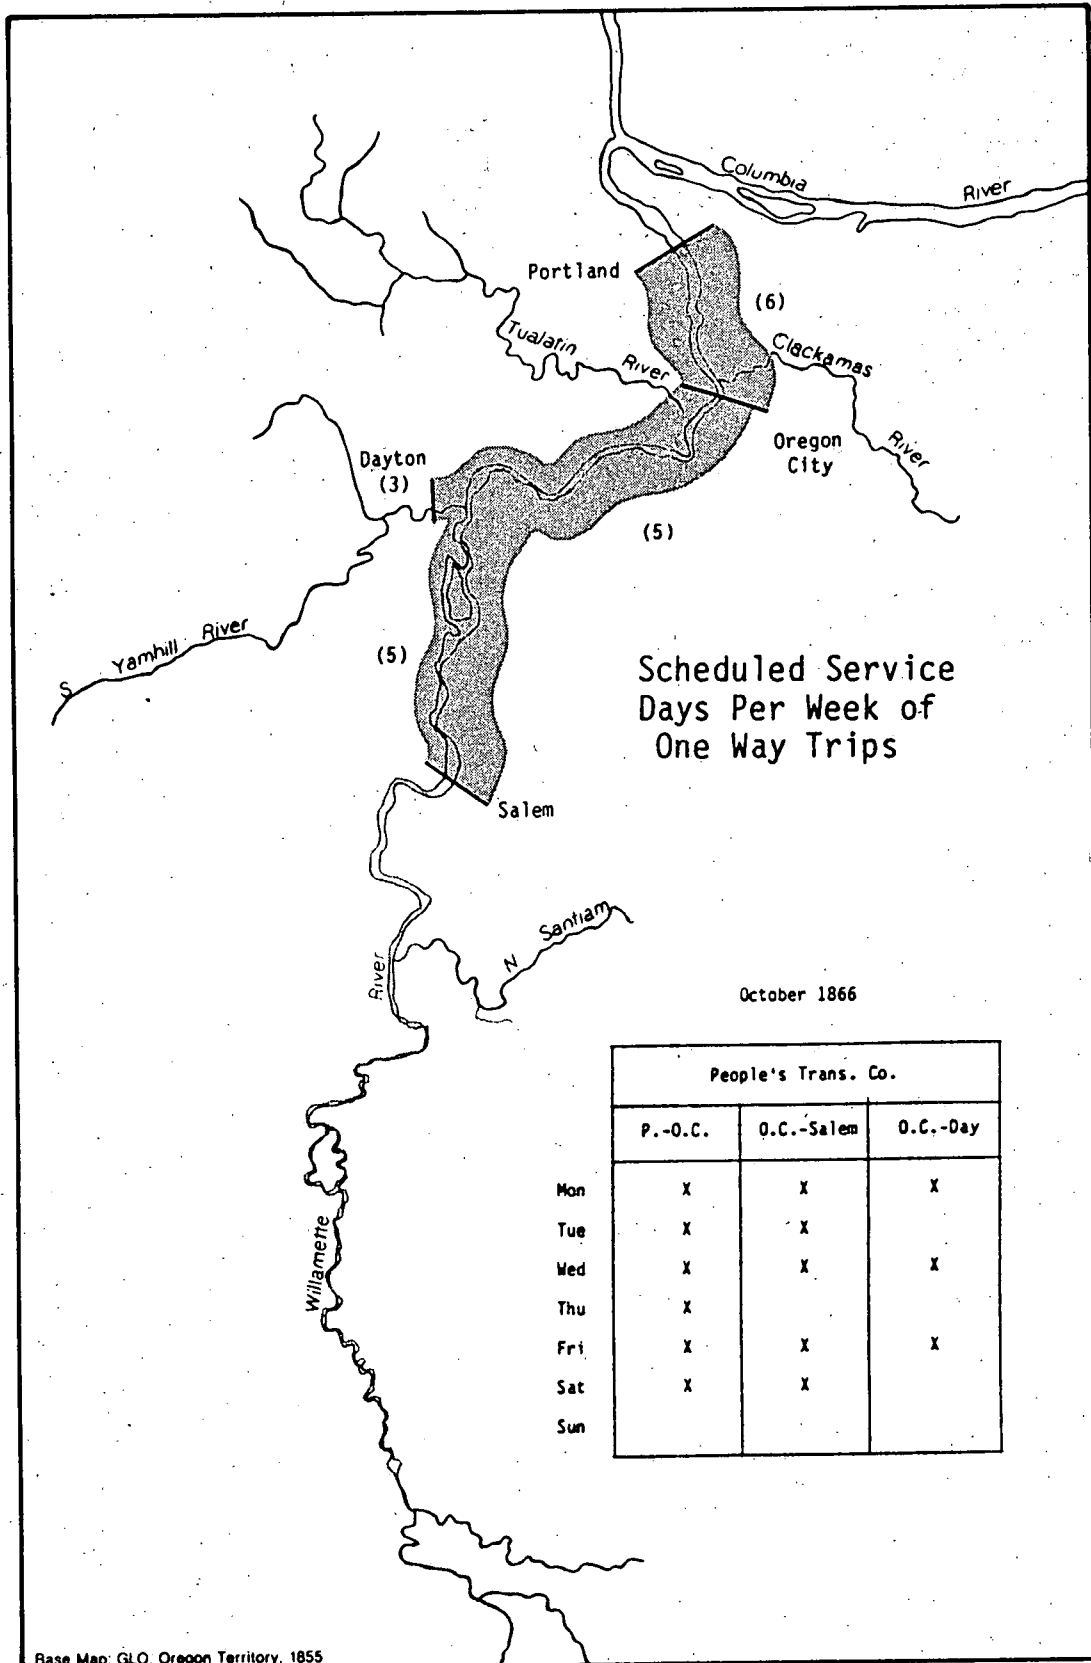 Columbia River
Portland
(6)
Tualatin River
Clackamas River
Oregon
City
Dayton
(3)
(5)
S Yamhill River
(5)
Scheduled Service
Days Per Week of
One Way Trips
Salem
N Santiam
River
Willamette
October 1866
People's Trans. Co.
P.-O.C. O.C.-Salem O.C.-Day
Mon X X X
Tue X X
Wed X X X
Thu X
Fri X X X
Sat X X
Sun
Base Map: GLO, Oregon Territory, 1855